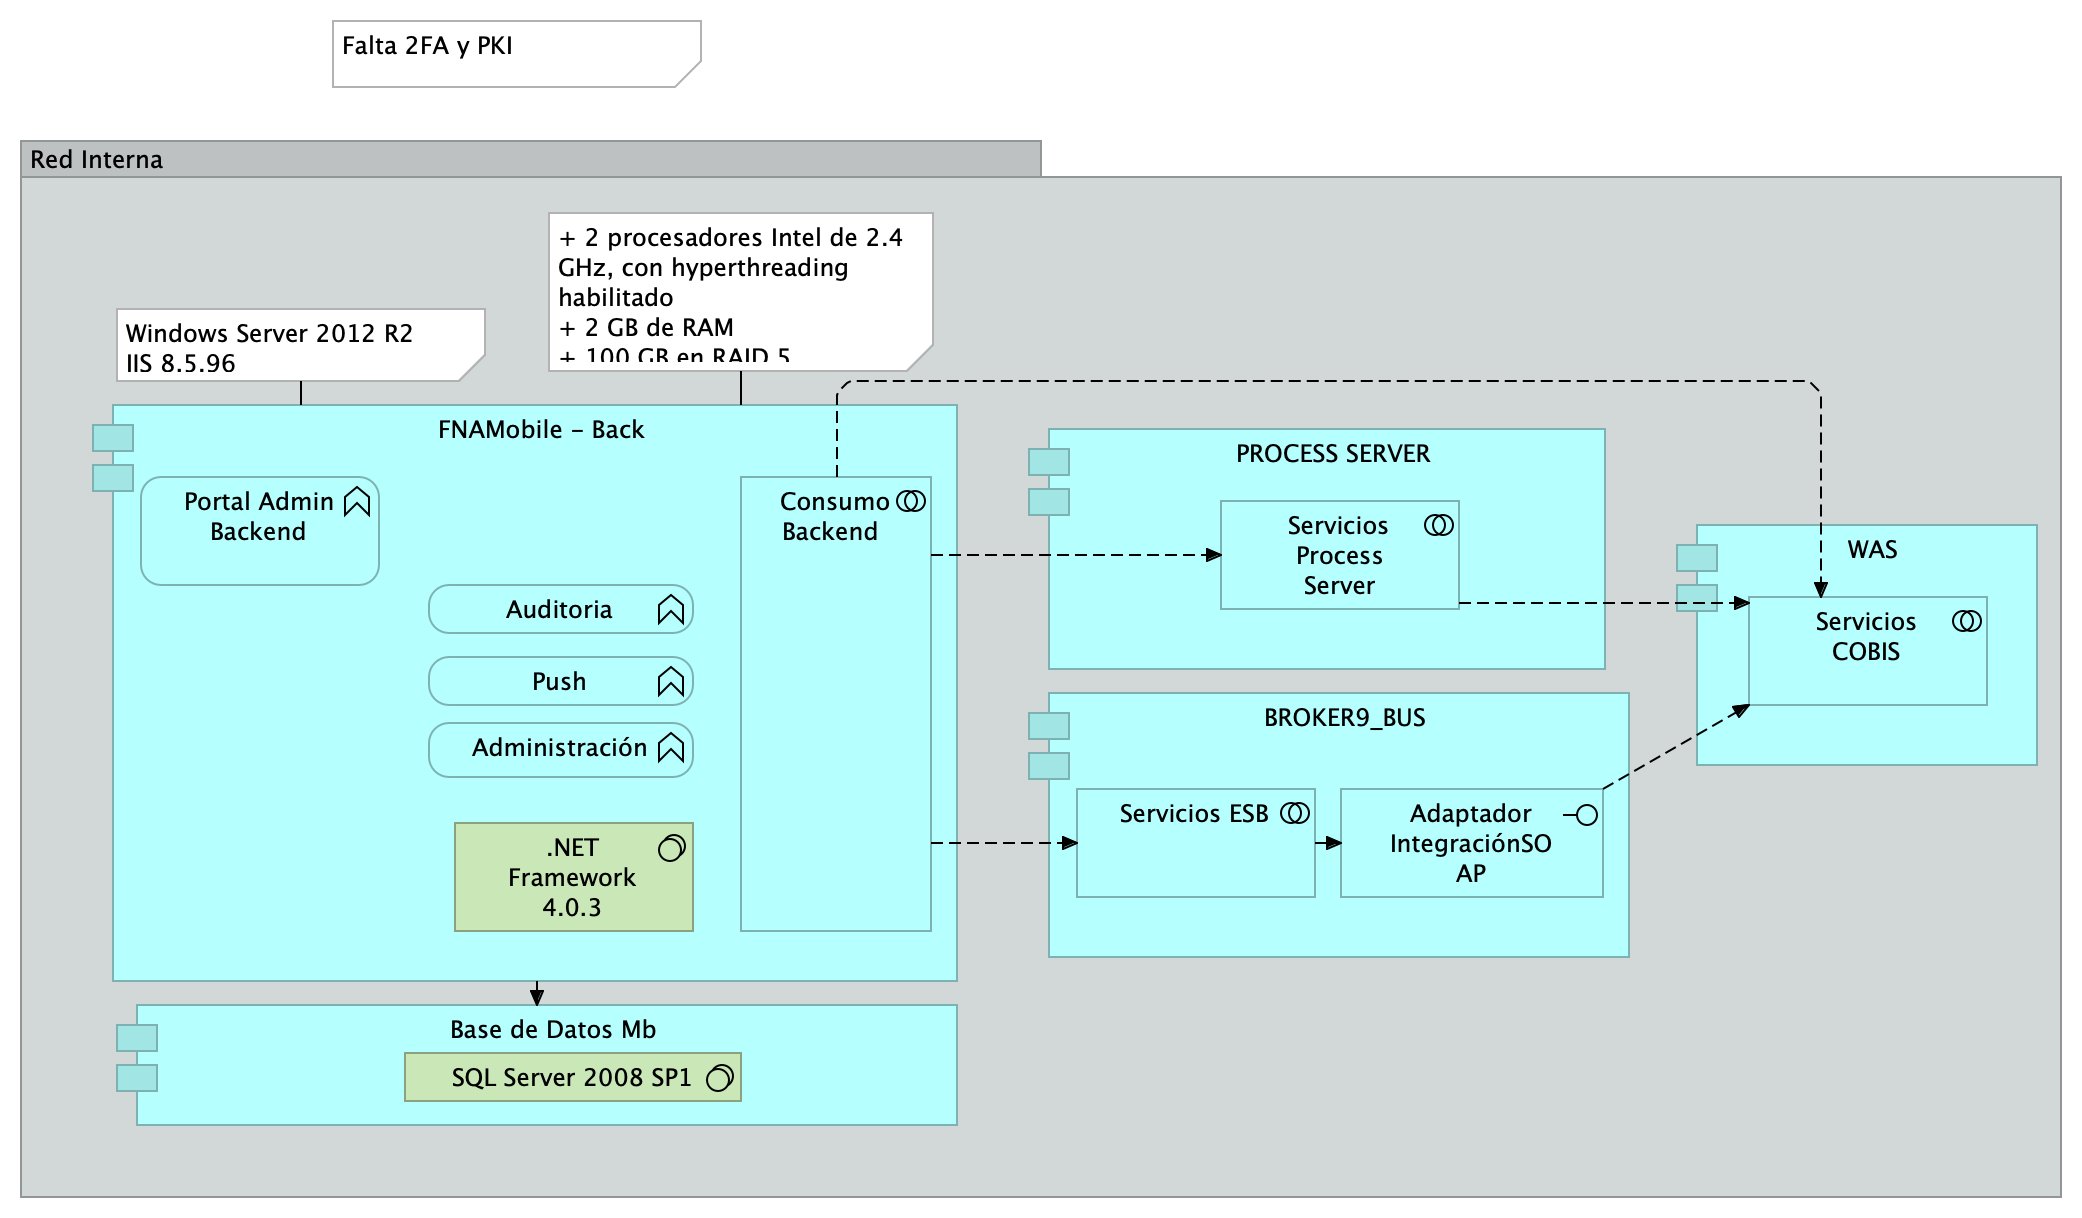 Falta 2FA y PKI
Red Interna
+ 2 procesadores Intel de 2.4
GHz, con hyperthreading
habilitado
+ 2 GB de RAM
+ 100 GB en RAID 5
Windows Server 2012 R2
IIS 8.5.96
FNAMobile - Back
Portal Admin
Backend
Auditoria
Push
Administración
.NET
Framework
4.0.3
Consumo
Backend
PROCESS SERVER
Servicios
Process
Server
WAS
Servicios
COBIS
BROKER9_BUS
Servicios ESB
Adaptador
IntegraciónSO
AP
Base de Datos Mb
SQL Server 2008 SP1